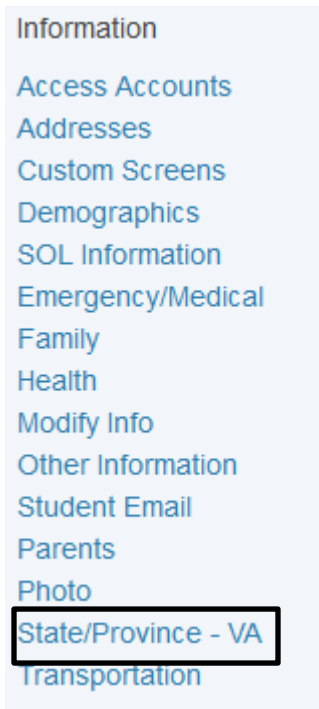 Information
Access Accounts
Addresses
Custom Screens
Demographics
SOL Information
Emergency/Medical
Family
Health
Modify Info
Other Information
Student Email
Parents
Photo
State/Province - VA
Transportation